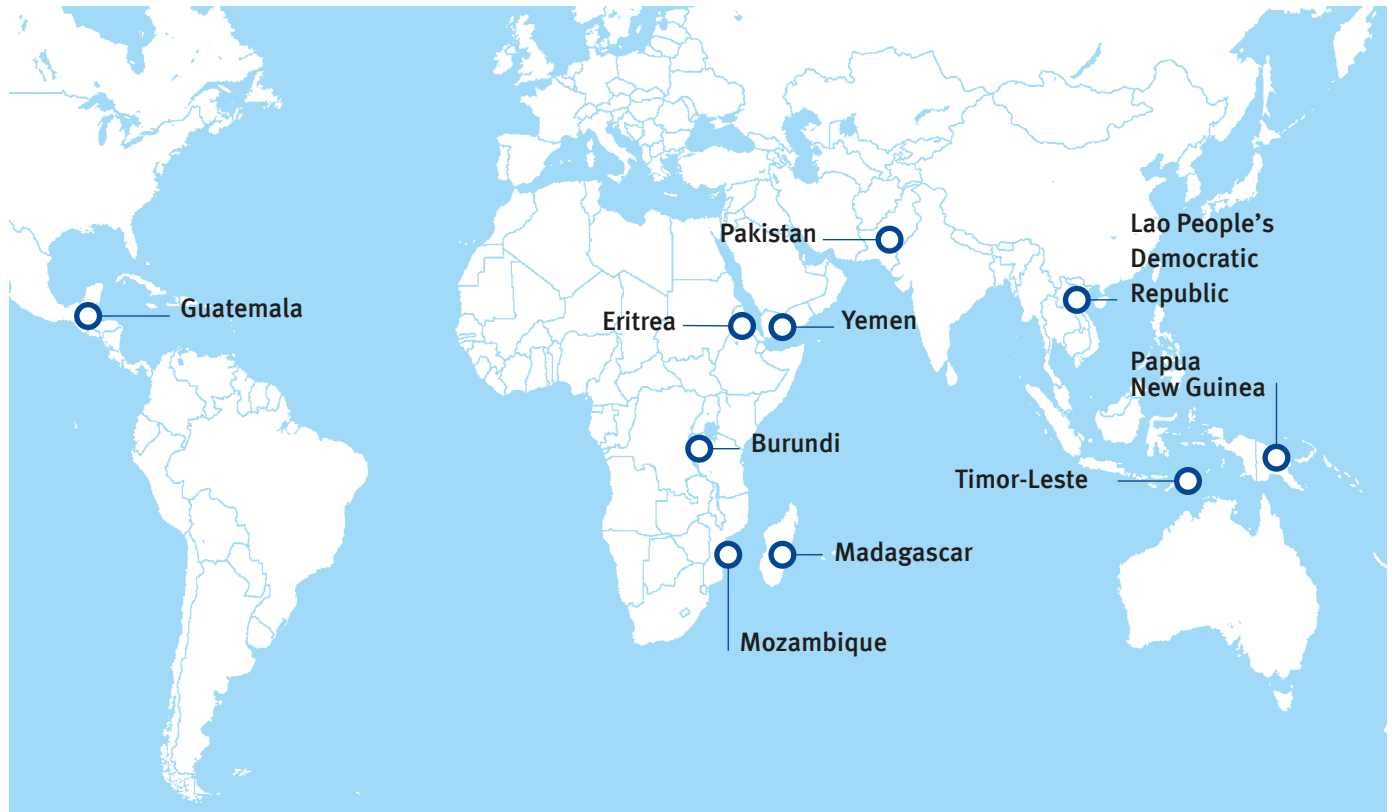 Pakistan
Lao People’s
Democratic
Republic
Guatemala
Eritrea
Yemen
Papua
New Guinea
Burundi
Timor-Leste
Madagascar
Mozambique